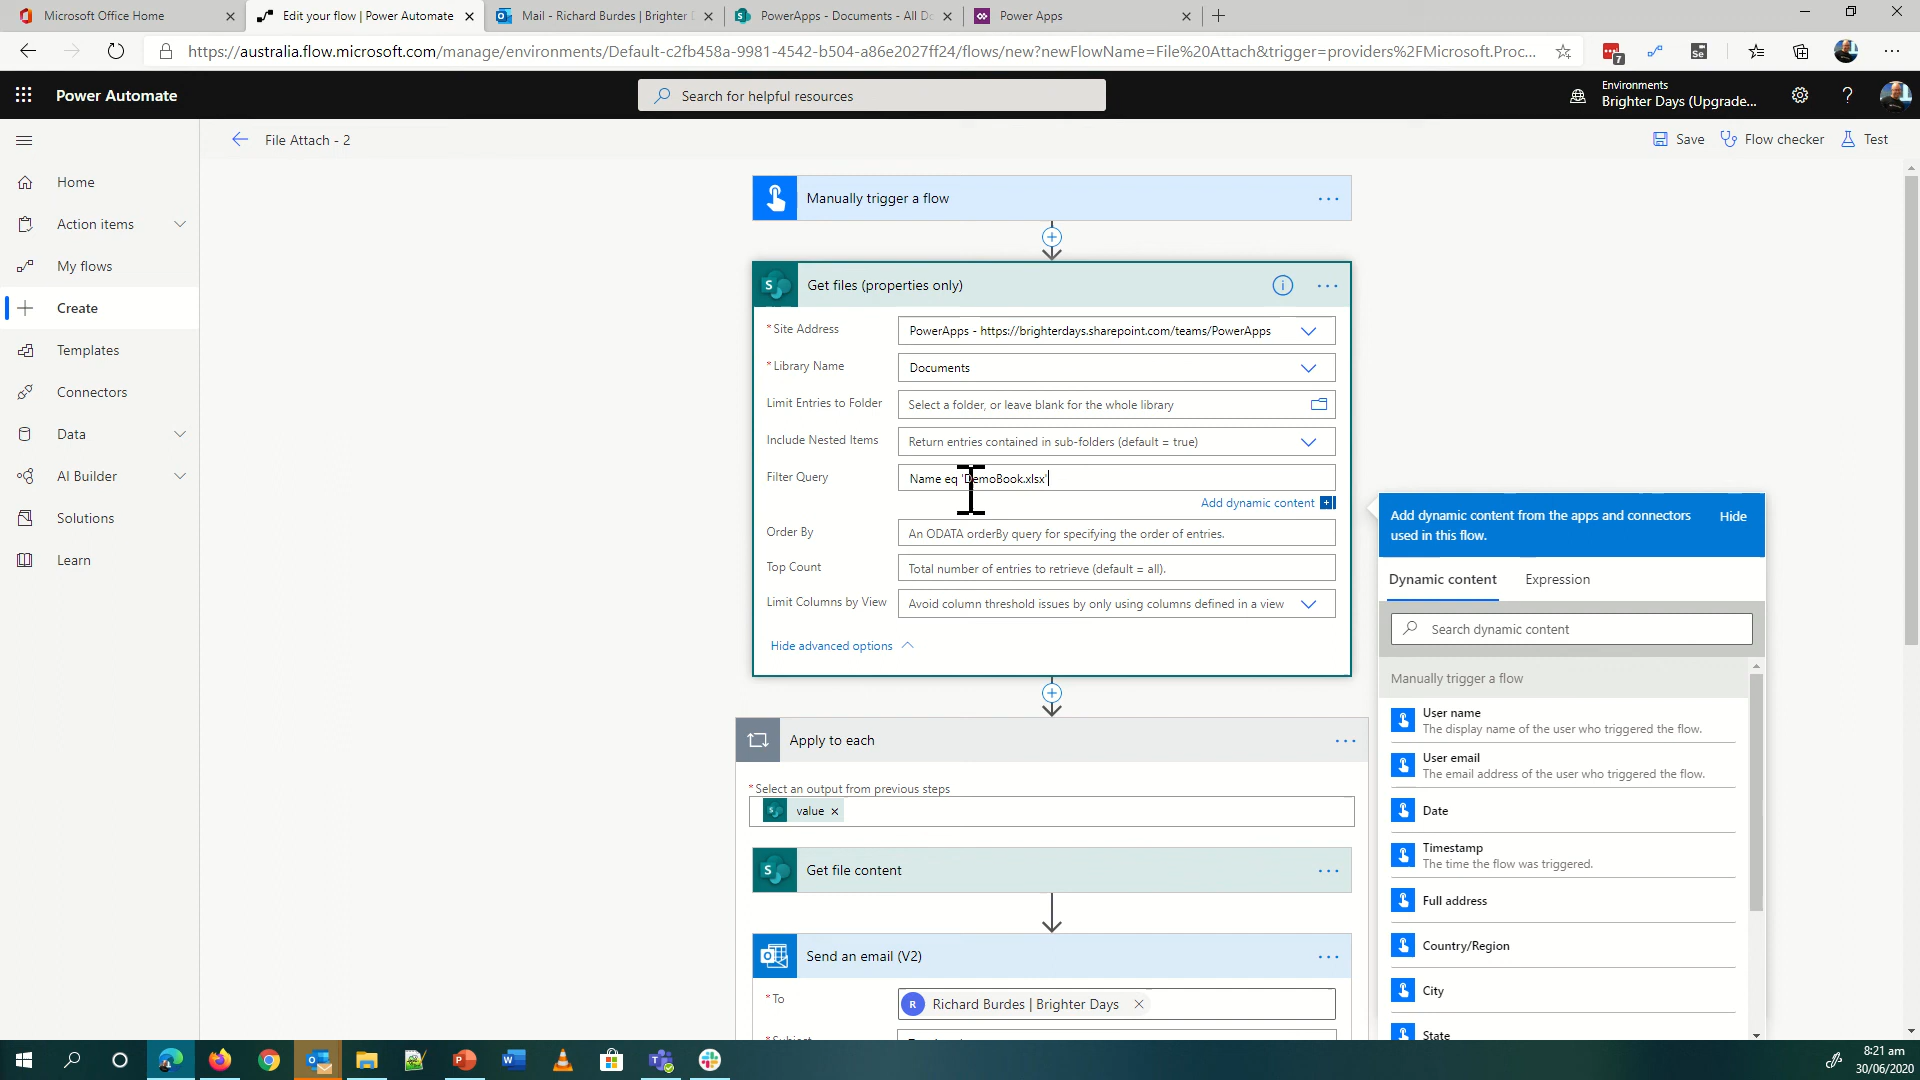 Microsoft Office Home
Edit your flow | Power Automate
Mail - Richard Burdes | Brighter
PowerApps - Documents - All Do
Power Apps
https://australia.flow.microsoft.com/manage/environments/Default-c2fb458a-9981-4542-b504-a86e2027ff24/flows/new?newFlowName=File%20Attach&trigger=providers%2FMicrosoft.Proc...
7
Se
Power Automate
Search for helpful resources
Environments
Brighter Days (Upgrade...
?
File Attach - 2
Save
Flow checker
Test
Home
Action items
My flows
Create
Templates
Connectors
Data
AI Builder
Solutions
Learn
Manually trigger a flow
Get files (properties only)
* Site Address
PowerApps - https://brighterdays.sharepoint.com/teams/PowerApps
* Library Name
Documents
Limit Entries to Folder
Select a folder, or leave blank for the whole library
Include Nested Items
Return entries contained in sub-folders (default = true)
Filter Query
Name eq 'DemoBook.xlsx'
Add dynamic content
Order By
An ODATA orderBy query for specifying the order of entries.
Top Count
Total number of entries to retrieve (default = all).
Limit Columns by View
Avoid column threshold issues by only using columns defined in a view
Hide advanced options
Apply to each
* Select an output from previous steps
value
Get file content
Send an email (V2)
* To
R Richard Burdes | Brighter Days
* Subject
Add dynamic content from the apps and connectors
used in this flow.
Hide
Dynamic content
Expression
Search dynamic content
Manually trigger a flow
User name
The display name of the user who triggered the flow.
User email
The email address of the user who triggered the flow.
Date
Timestamp
The time the flow was triggered.
Full address
Country/Region
City
State
8:21 am
30/06/2020